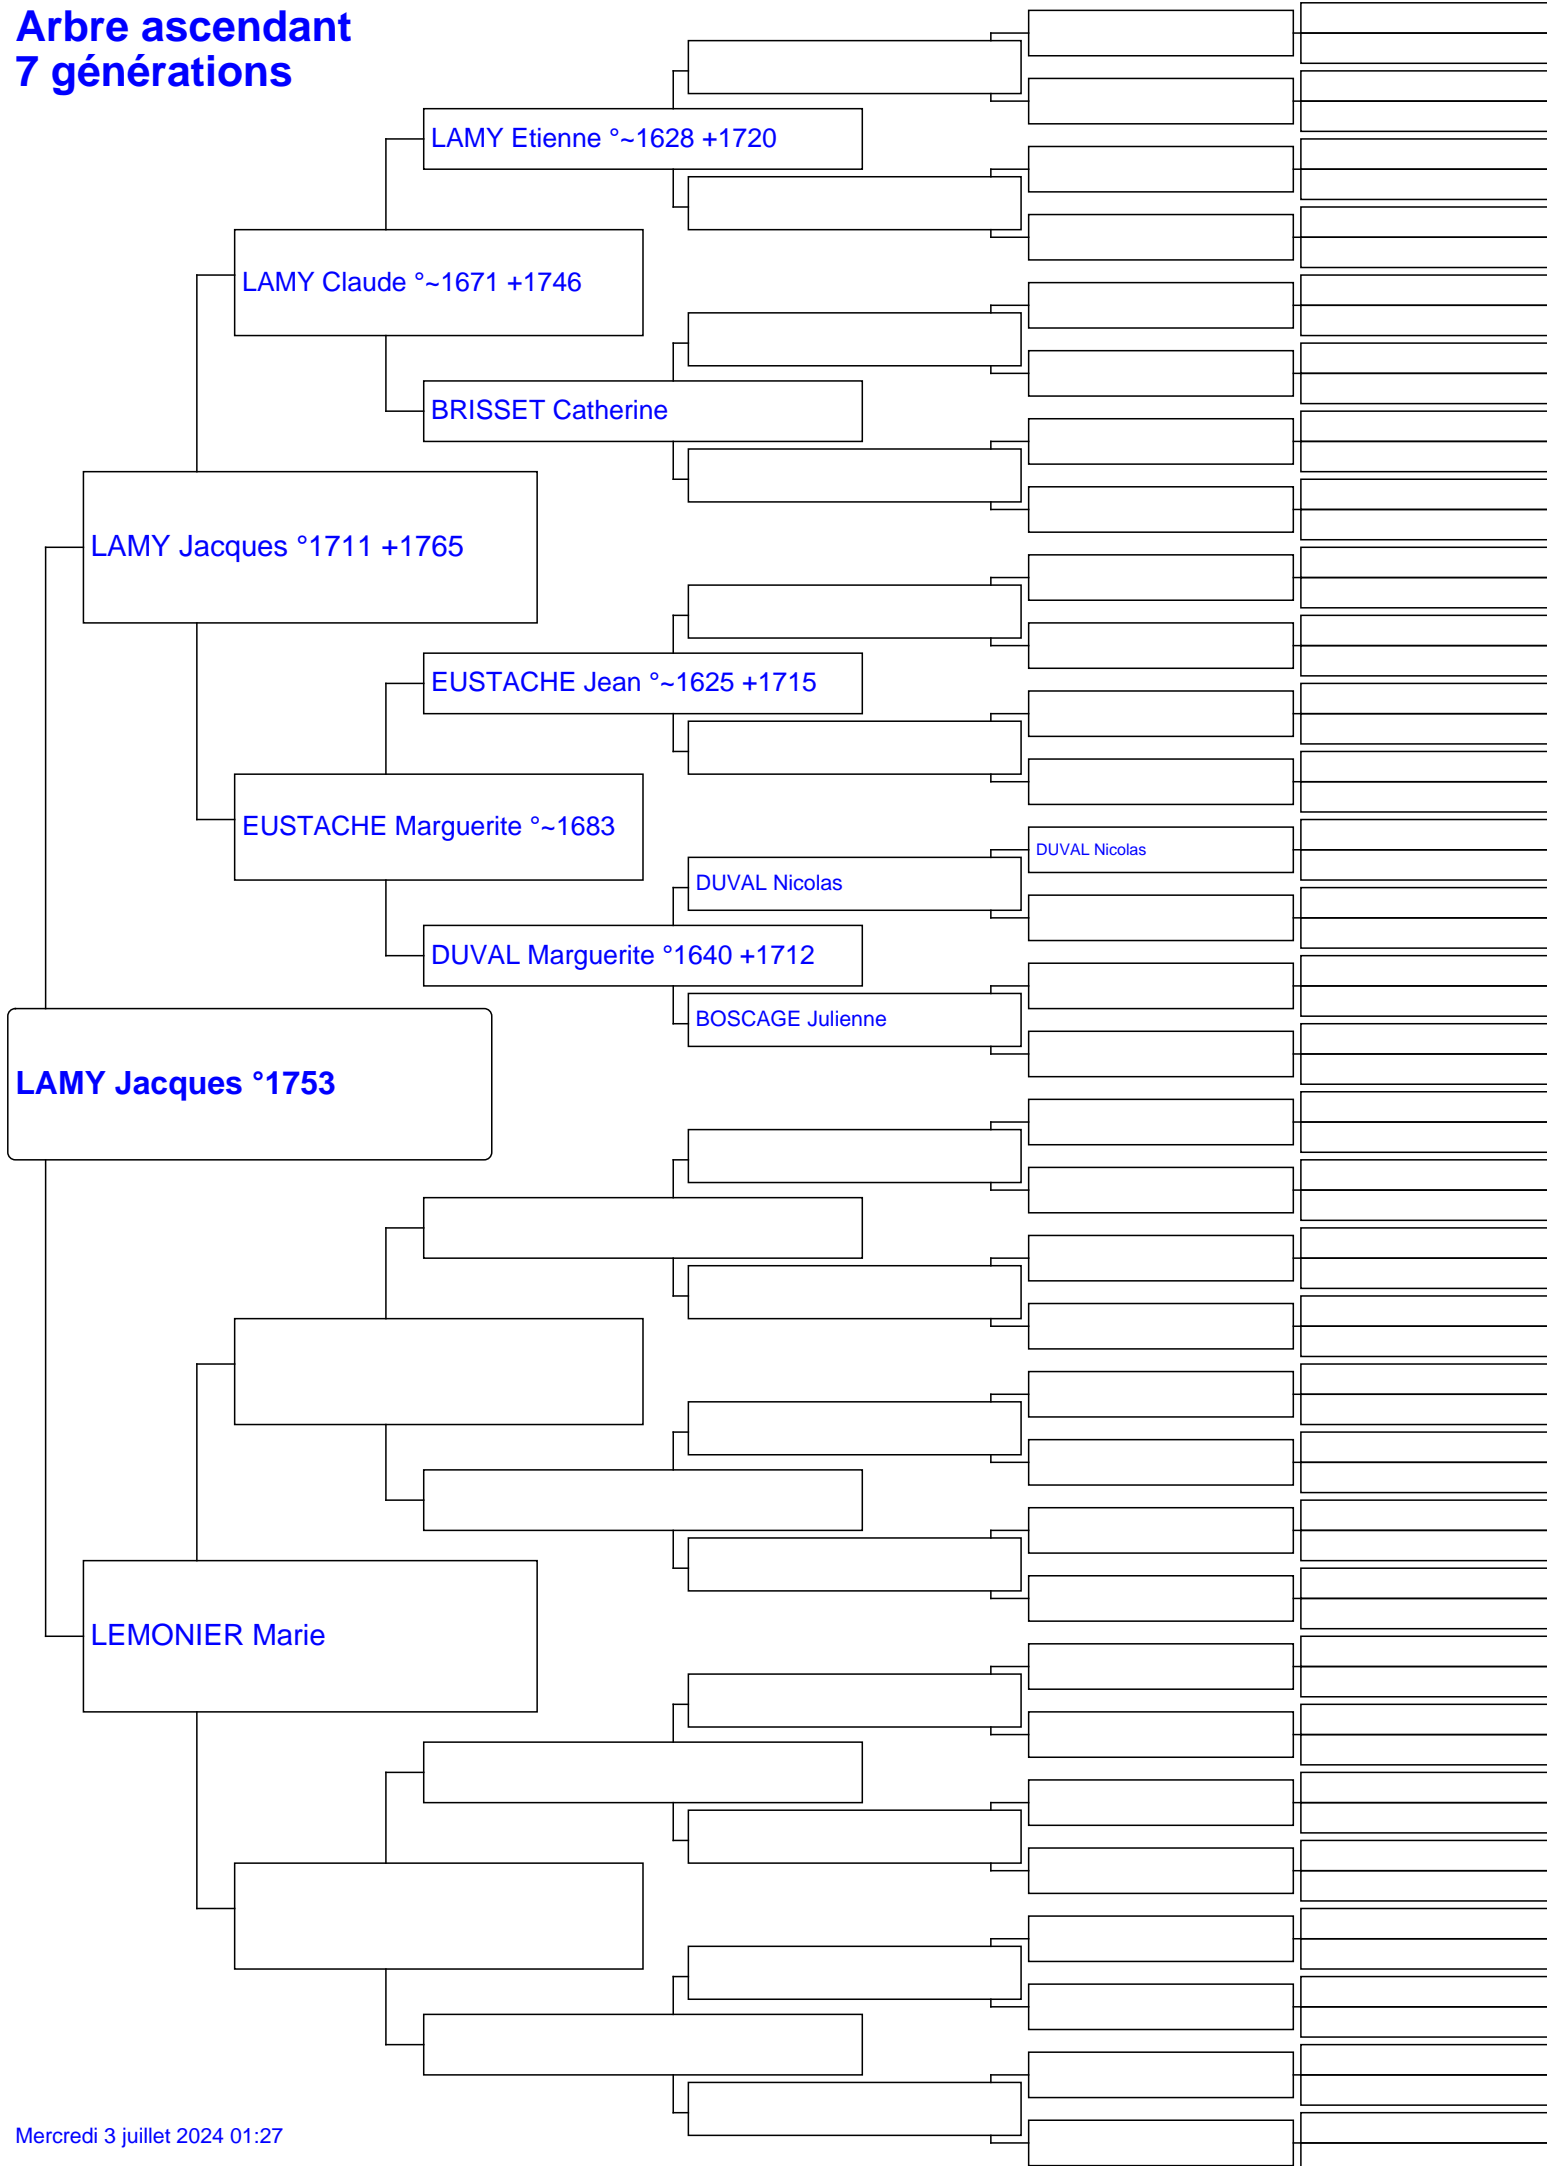 Arbre ascendant
7 générations
LAMY Etienne °~1628 +1720
LAMY Claude °~1671 +1746
BRISSET Catherine
LAMY Jacques °1711 +1765
EUSTACHE Jean °~1625 +1715
EUSTACHE Marguerite °~1683
DUVAL Nicolas
DUVAL Nicolas
DUVAL Marguerite °1640 +1712
BOSCAGE Julienne
LAMY Jacques °1753
LEMONIER Marie
Mercredi 3 juillet 2024 01:27